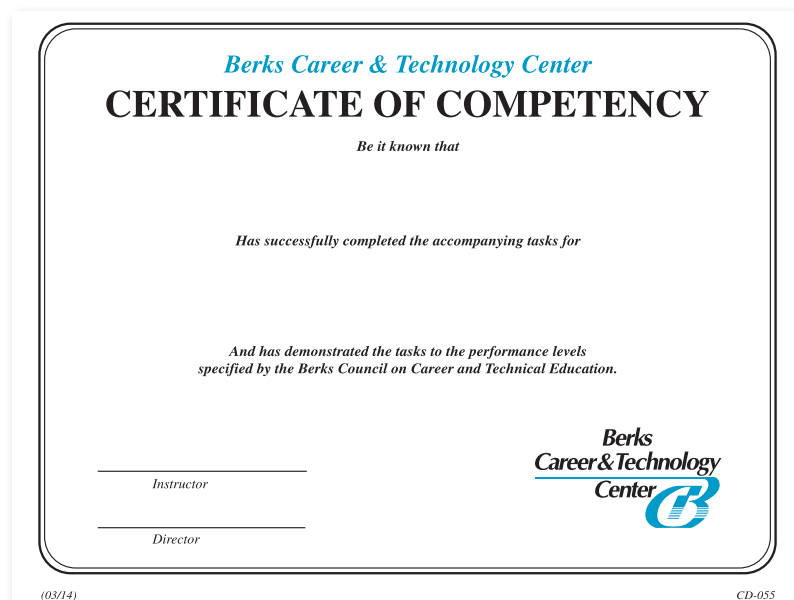 Berks Career & Technology Center
CERTIFICATE OF COMPETENCY
Be it known that
Has successfully completed the accompanying tasks for
And has demonstrated the tasks to the performance levels
specified by the Berks Council on Career and Technical Education.
Instructor
Director
Berks
Career & Technology
Center
(03/14)
CD-055